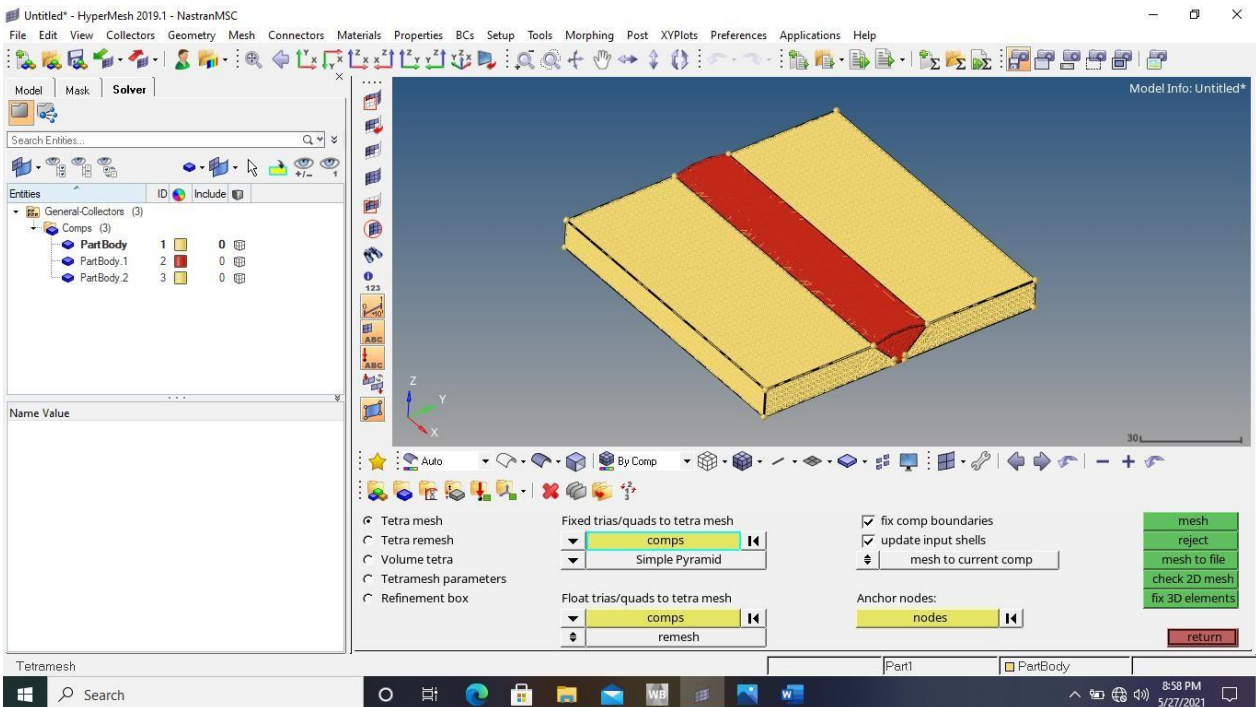 Untitled* - HyperMesh 2019.1 - NastranMSC
File Edit View Collectors Geometry Mesh Connectors Materials Properties BCs Setup Tools Morphing Post XYPlots Preferences Applications Help
Model Mask Solver
Model Info: Untitled*
Search Entities...
Entities ID Include
General-Collectors (3)
Comps (3)
PartBody 1 0
PartBody.1 2 0
PartBody.2 3 0
123
ABC
ABC
Name Value
Z
Y
X
30
Auto By Comp
Tetra mesh Fixed trias/quads to tetra mesh fix comp boundaries mesh
Tetra remesh comps update input shells reject
Volume tetra Simple Pyramid mesh to current comp mesh to file
Tetramesh parameters check 2D mesh
Refinement box Float trias/quads to tetra mesh Anchor nodes: fix 3D elements
comps nodes
remesh return
Tetramesh Part1 PartBody
Search WB W 8:58 PM
5/27/2021